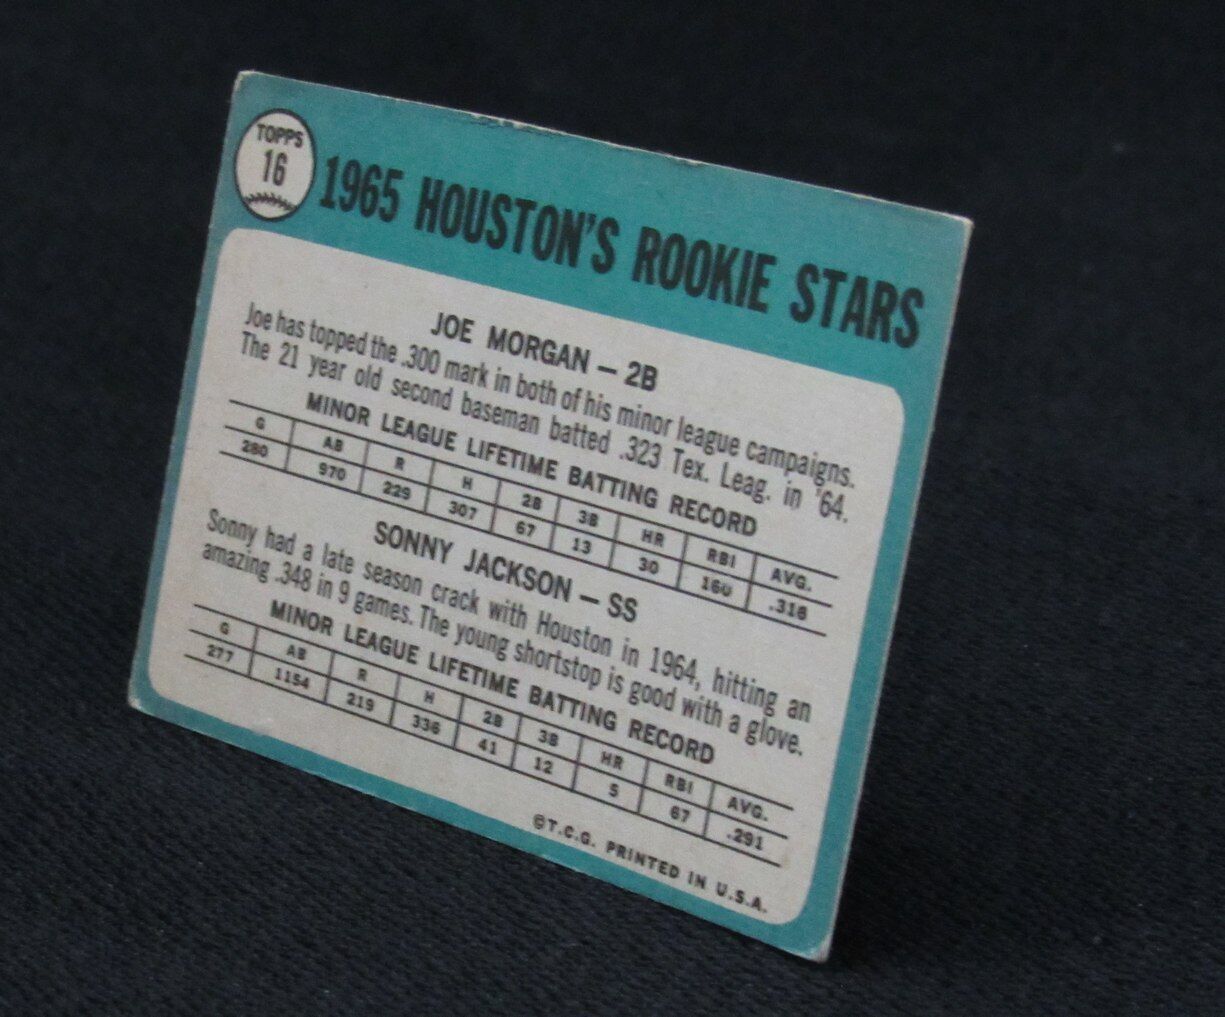 TOPPS
16
1965 HOUSTON'S ROOKIE STARS
JOE MORGAN — 2B
Joe has topped the .300 mark in both of his minor league campaigns.
The 21 year old second baseman batted .323 Tex. Leag. in '64.
MINOR LEAGUE LIFETIME BATTING RECORD
G AB R H 2B 3B HR RBI AVG.
280 970 229 307 67 13 30 160 .316
SONNY JACKSON — SS
Sonny had a late season crack with Houston in 1964, hitting an
amazing .348 in 9 games. The young shortstop is good with a glove.
MINOR LEAGUE LIFETIME BATTING RECORD
G AB R H 2B 3B HR RBI AVG.
277 1154 219 336 41 12 5 67 .291
©T.C.G. PRINTED IN U.S.A.